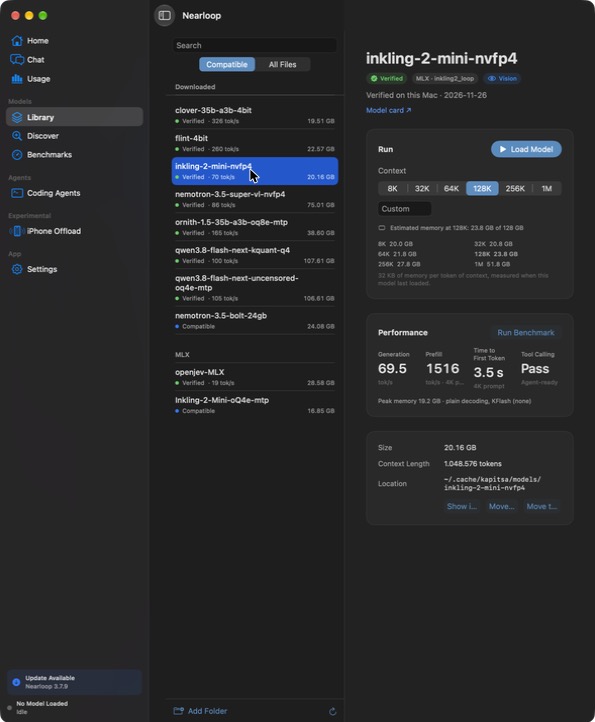 Nearloop
Home
Chat
Usage
Models
Library
Discover
Benchmarks
Agents
Coding Agents
Experimental
iPhone Offload
App
Settings
Update Available
Nearloop 3.7.9
No Model Loaded
Idle
Search
Compatible All Files
Downloaded
clover-35b-a3b-4bit
Verified · 326 tok/s 19.51 GB
flint-4bit
Verified · 260 tok/s 22.57 GB
inkling-2-mini-nvfp4
Verified · 70 tok/s 20.16 GB
nemotron-3.5-super-vl-nvfp4
Verified · 86 tok/s 75.01 GB
ornith-1.5-35b-a3b-oq8e-mtp
Verified · 165 tok/s 38.60 GB
qwen3.8-flash-next-kquant-q4
Verified · 100 tok/s 107.61 GB
qwen3.8-flash-next-uncensored-
oq4e-mtp
Verified · 105 tok/s 106.61 GB
nemotron-3.5-bolt-24gb
Compatible 24.08 GB
MLX
openjev-MLX
Verified · 19 tok/s 28.58 GB
Inkling-2-Mini-oQ4e-mtp
Compatible 16.85 GB
Add Folder
inkling-2-mini-nvfp4
Verified MLX · inkling2_loop Vision
Verified on this Mac · 2026-11-26
Model card ↗
Run Load Model
Context
8K 32K 64K 128K 256K 1M
Custom
Estimated memory at 128K: 23.8 GB of 128 GB
8K 20.0 GB 32K 20.8 GB
64K 21.8 GB 128K 23.8 GB
256K 27.8 GB 1M 51.8 GB
32 KB of memory per token of context, measured when this
model last loaded.
Performance Run Benchmark
Generation Prefill Time to First Token Tool Calling
69.5 1516 3.5 s Pass
tok/s tok/s · 4K p... 4K prompt Agent-ready
Peak memory 19.2 GB · plain decoding, KFlash (none)
Size 20.16 GB
Context Length 1.048.576 tokens
Location ~/.cache/kapitsa/models/
inkling-2-mini-nvfp4
Show i... Move... Move t...